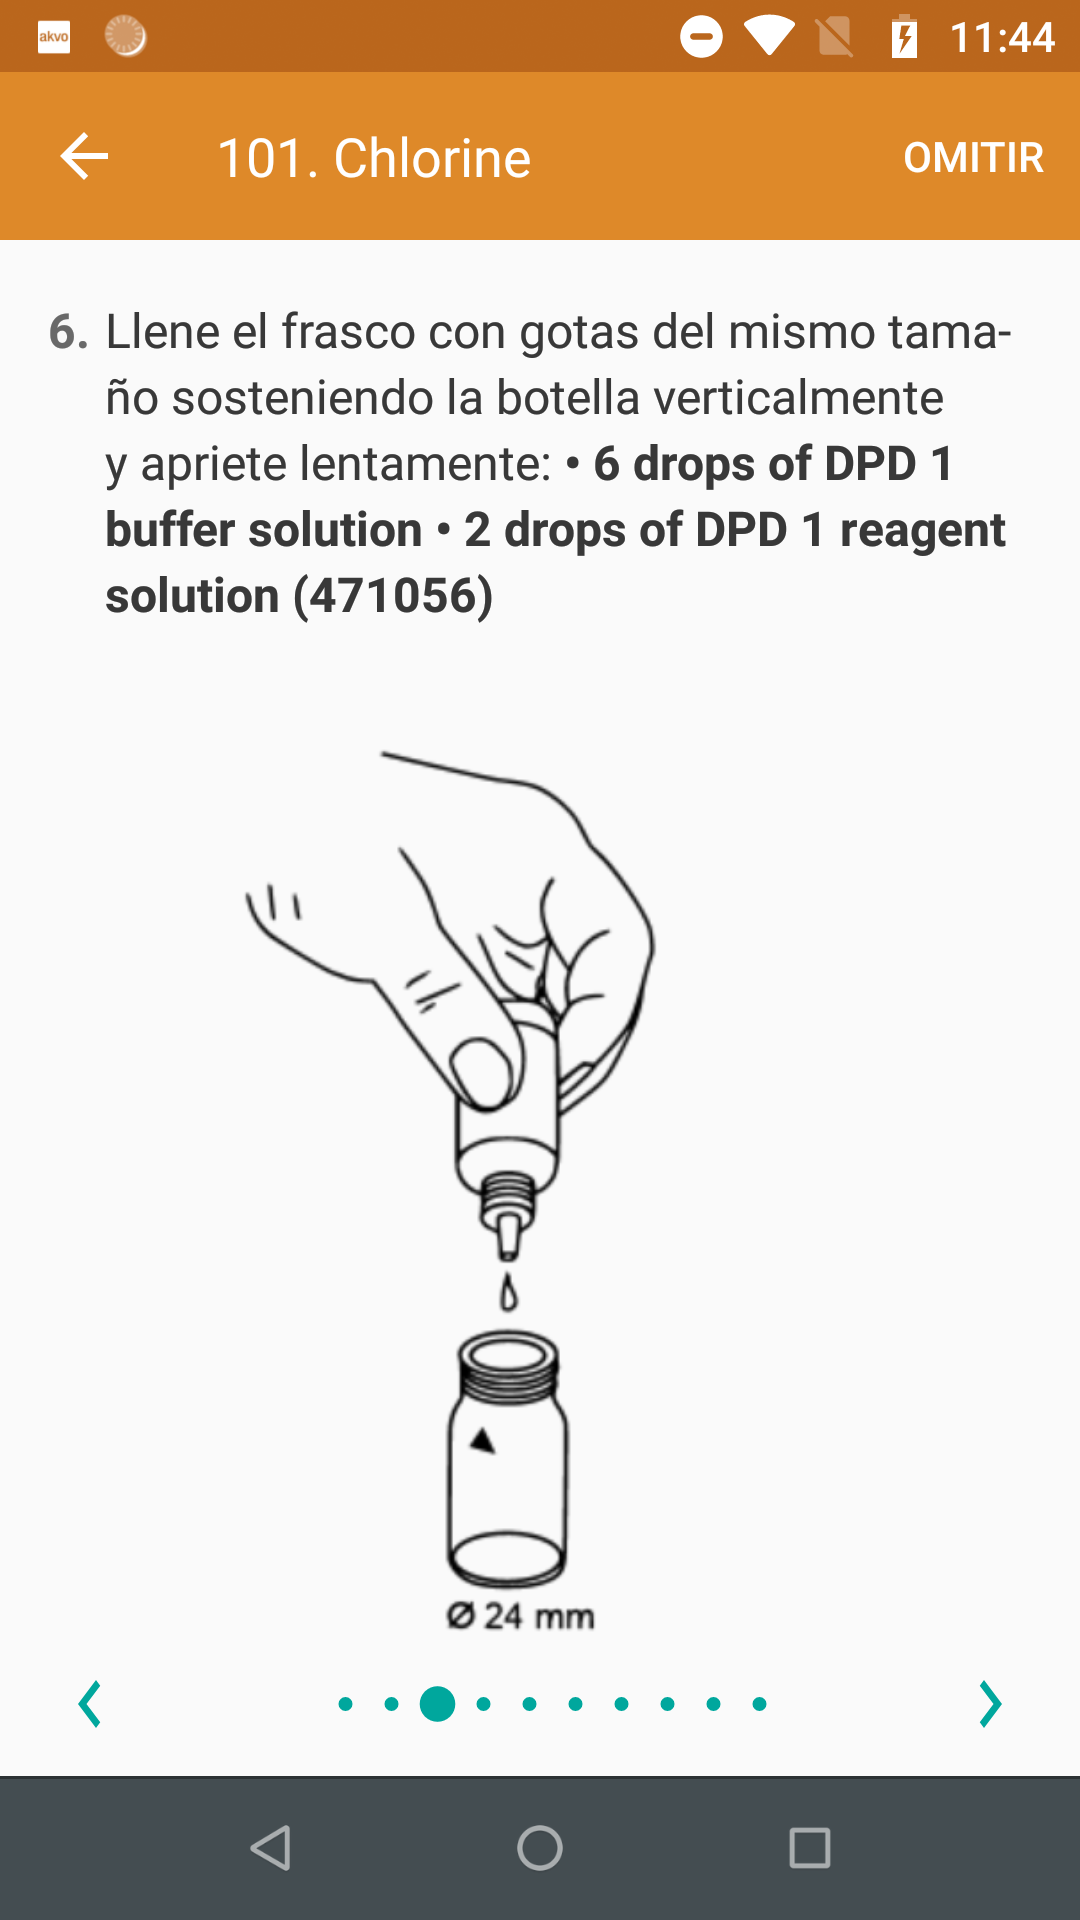 akvo
11:44
101. Chlorine
OMITIR
6. Llene el frasco con gotas del mismo tama-
ño sosteniendo la botella verticalmente
y apriete lentamente: • 6 drops of DPD 1
buffer solution • 2 drops of DPD 1 reagent
solution (471056)
Ø 24 mm